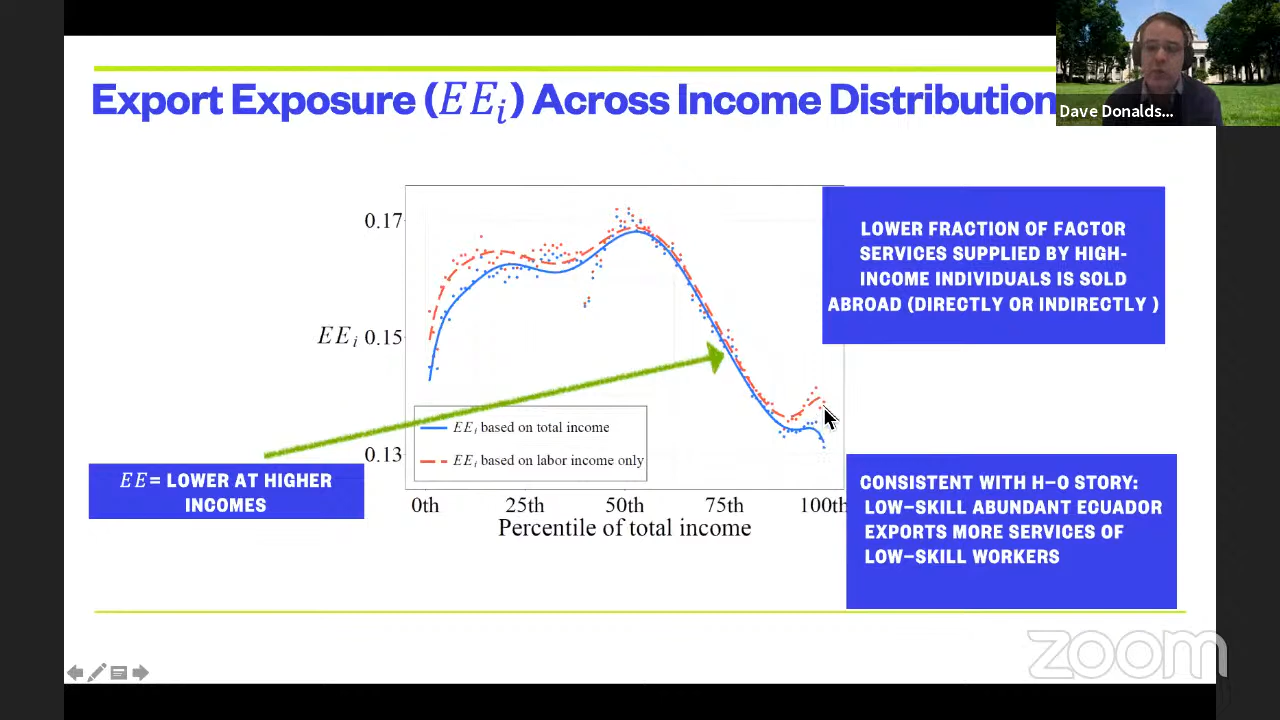 Export Exposure (EEᵢ) Across Income Distribution
Dave Donalds...
0.17
EEᵢ 0.15
0.13
EEᵢ based on total income
EEᵢ based on labor income only
0th 25th 50th 75th 100th
Percentile of total income
LOWER FRACTION OF FACTOR
SERVICES SUPPLIED BY HIGH-
INCOME INDIVIDUALS IS SOLD
ABROAD (DIRECTLY OR INDIRECTLY )
EE= LOWER AT HIGHER
INCOMES
CONSISTENT WITH H-O STORY:
LOW-SKILL ABUNDANT ECUADOR
EXPORTS MORE SERVICES OF
LOW-SKILL WORKERS
zoom